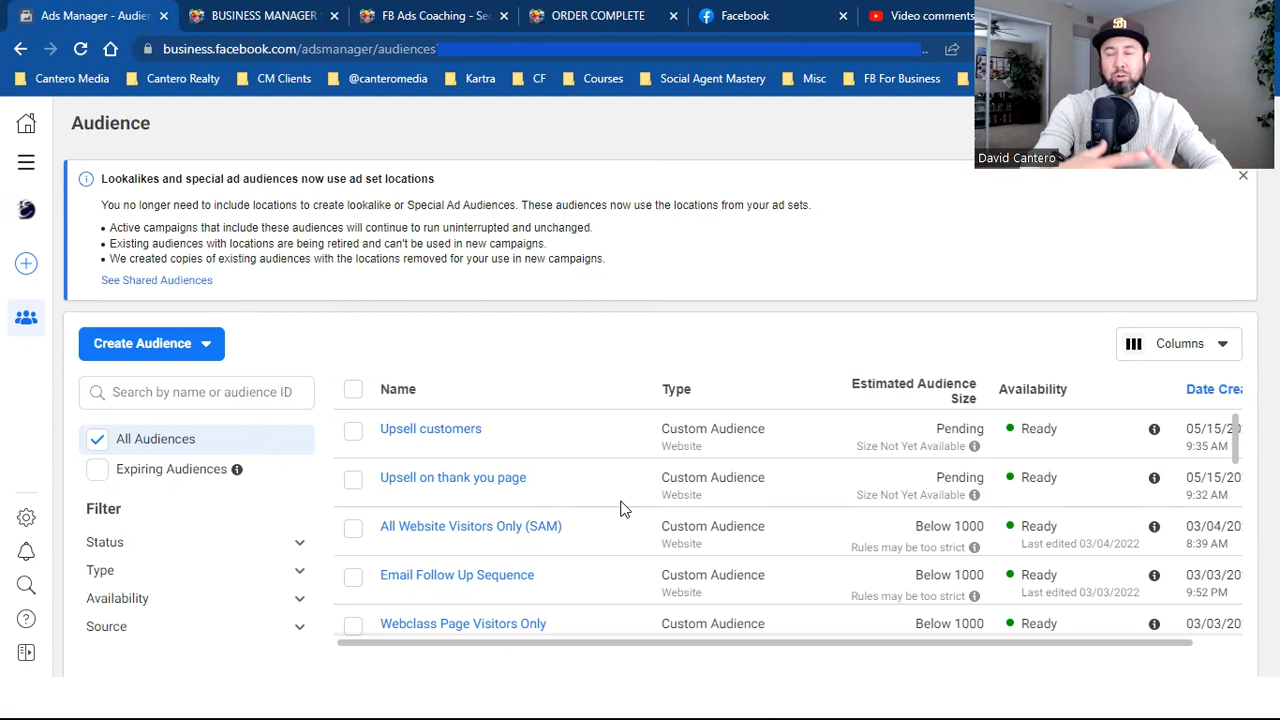 Ads Manager - Audien
BUSINESS MANAGER
FB Ads Coaching - Sec
ORDER COMPLETE
Facebook
Video comments
business.facebook.com/adsmanager/audiences
Cantero Media
Cantero Realty
CM Clients
@canteromedia
Kartra
CF
Courses
Social Agent Mastery
Misc
FB For Business
David Cantero
Audience
Lookalikes and special ad audiences now use ad set locations
You no longer need to include locations to create lookalike or Special Ad Audiences. These audiences now use the locations from your ad sets.
• Active campaigns that include these audiences will continue to run uninterrupted and unchanged.
• Existing audiences with locations are being retired and can't be used in new campaigns.
• We created copies of existing audiences with the locations removed for your use in new campaigns.
See Shared Audiences
Create Audience
Columns
Search by name or audience ID
All Audiences
Expiring Audiences
Filter
Status
Type
Availability
Source
Name
Type
Estimated Audience
Size
Availability
Date Crea
Upsell customers
Custom Audience
Website
Pending
Size Not Yet Available
Ready
05/15/20
9:35 AM
Upsell on thank you page
Custom Audience
Website
Pending
Size Not Yet Available
Ready
05/15/20
9:32 AM
All Website Visitors Only (SAM)
Custom Audience
Website
Below 1000
Rules may be too strict
Ready
Last edited 03/04/2022
03/04/20
8:39 AM
Email Follow Up Sequence
Custom Audience
Website
Below 1000
Rules may be too strict
Ready
Last edited 03/03/2022
03/03/20
9:52 PM
Webclass Page Visitors Only
Custom Audience
Below 1000
Ready
03/03/20